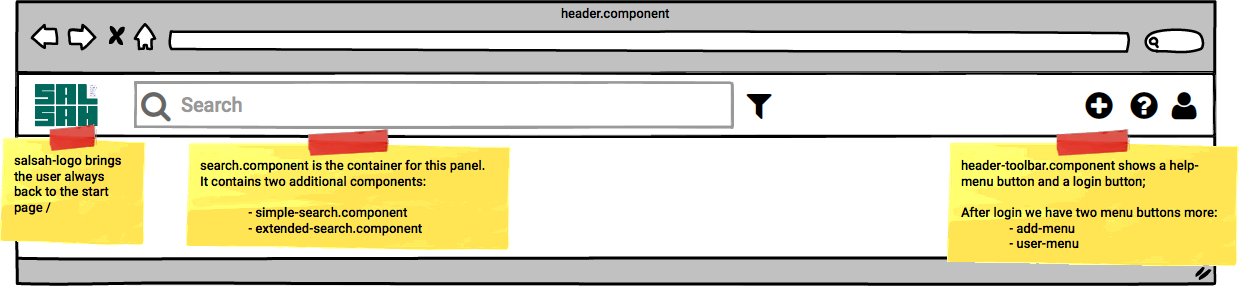 header.component
SAL
SAH
Search
salsah-logo brings
the user always
back to the start
page /
search.component is the container for this panel.
It contains two additional components:
- simple-search.component
- extended-search.component
header-toolbar.component shows a help-
menu button and a login button;
After login we have two menu buttons more:
- add-menu
- user-menu